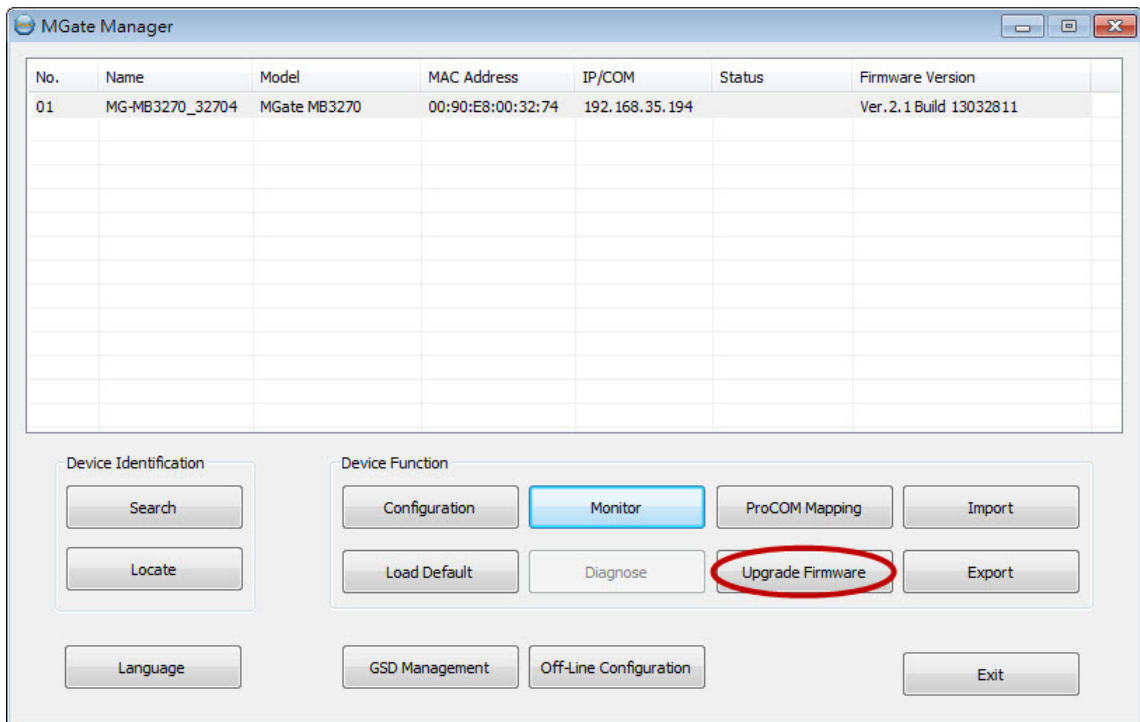 MGate Manager
No. Name Model MAC Address IP/COM Status Firmware Version
01 MG-MB3270_32704 MGate MB3270 00:90:E8:00:32:74 192.168.35.194 Ver.2.1 Build 13032811
Device Identification Device Function
Search Configuration Monitor ProCOM Mapping Import
Locate Load Default Diagnose Upgrade Firmware Export
Language GSD Management Off-Line Configuration Exit